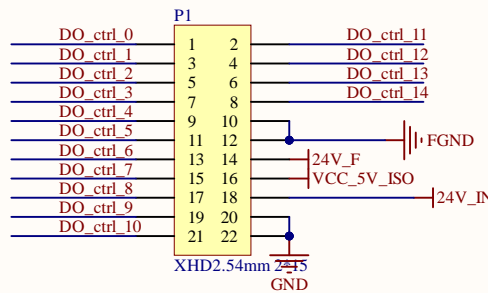 P1
DO_ctrl_0 1 2 DO_ctrl_11
DO_ctrl_1 3 4 DO_ctrl_12
DO_ctrl_2 5 6 DO_ctrl_13
DO_ctrl_3 7 8 DO_ctrl_14
DO_ctrl_4 9 10
DO_ctrl_5 11 12 FGND
DO_ctrl_6 13 14 24V_F
DO_ctrl_7 15 16 VCC_5V_ISO
DO_ctrl_8 17 18 24V_IN
DO_ctrl_9 19 20
DO_ctrl_10 21 22
XHD2.54mm 2*15
GND